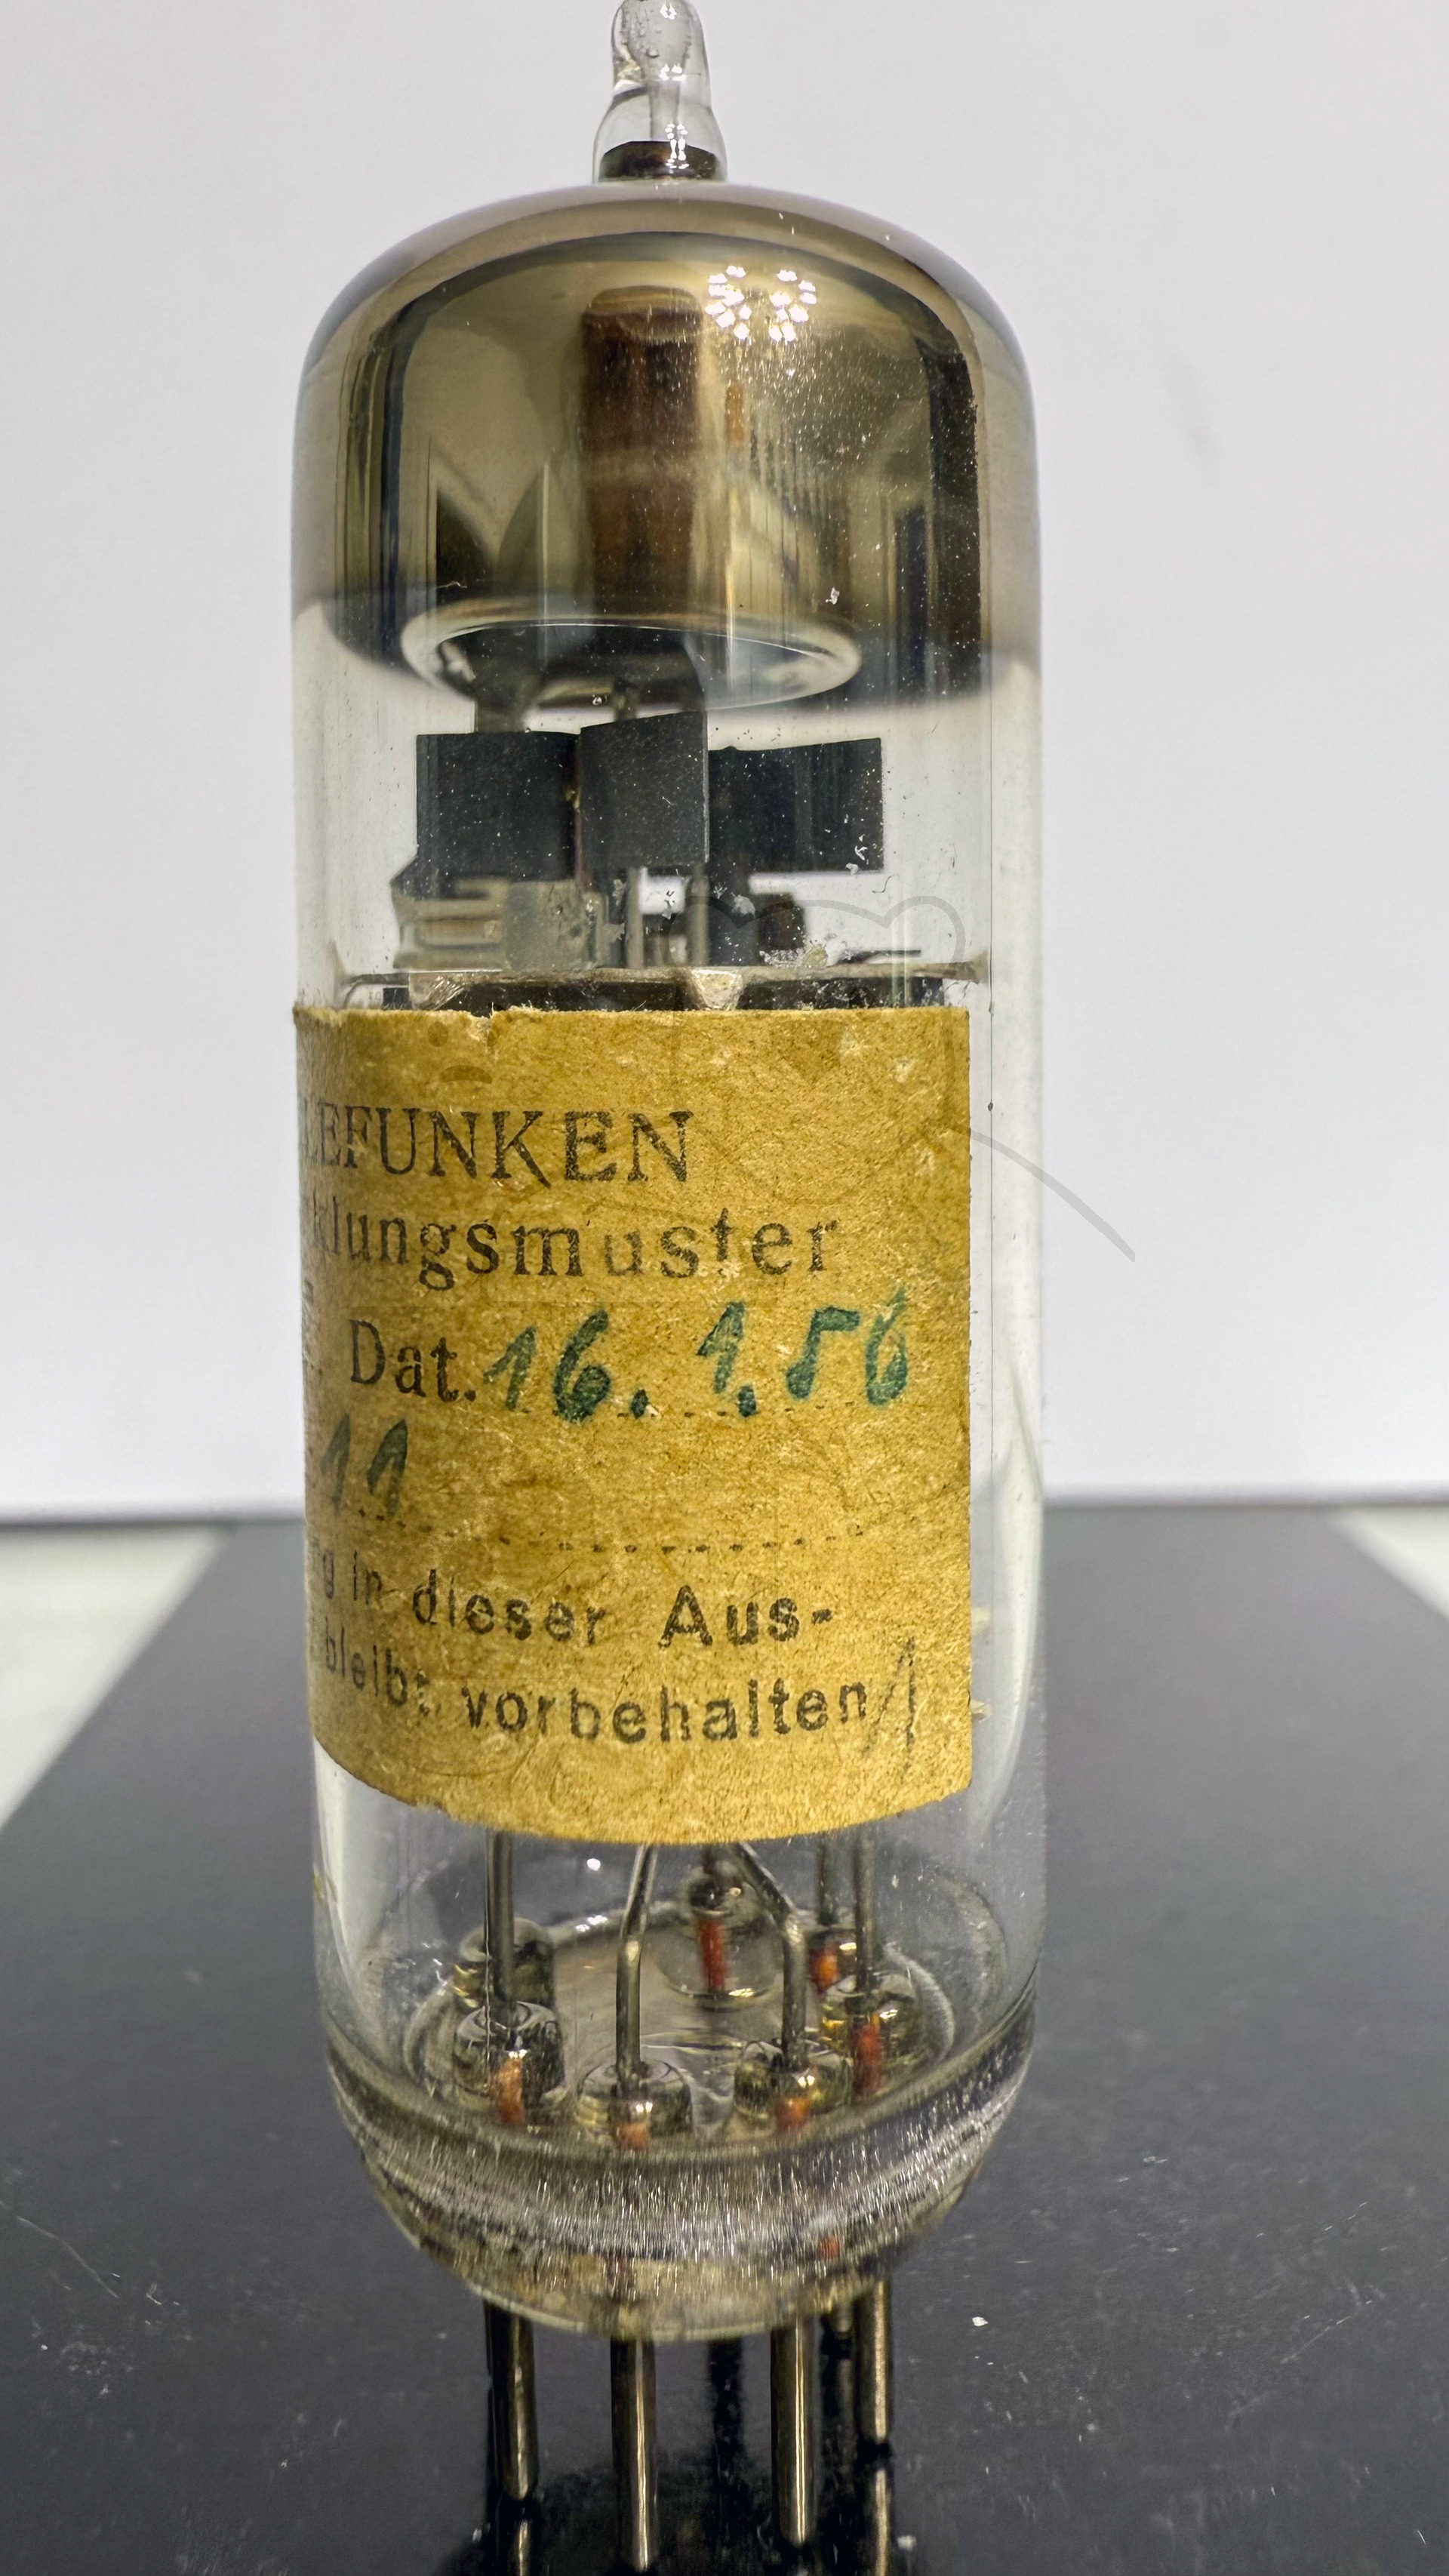 LEFUNKEN
klungsmuster
Dat. 16. 1. 56
11
g in dieser Aus-
bleibt vorbehalten